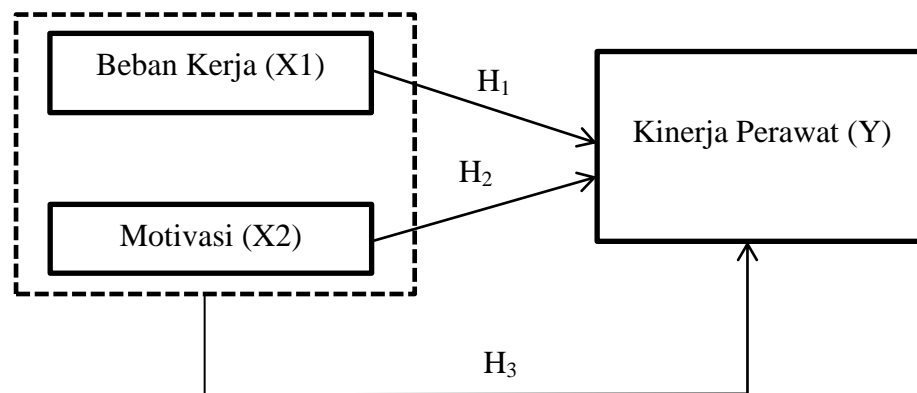 Beban Kerja (X1)
H₁
Kinerja Perawat (Y)
H₂
Motivasi (X2)
H₃